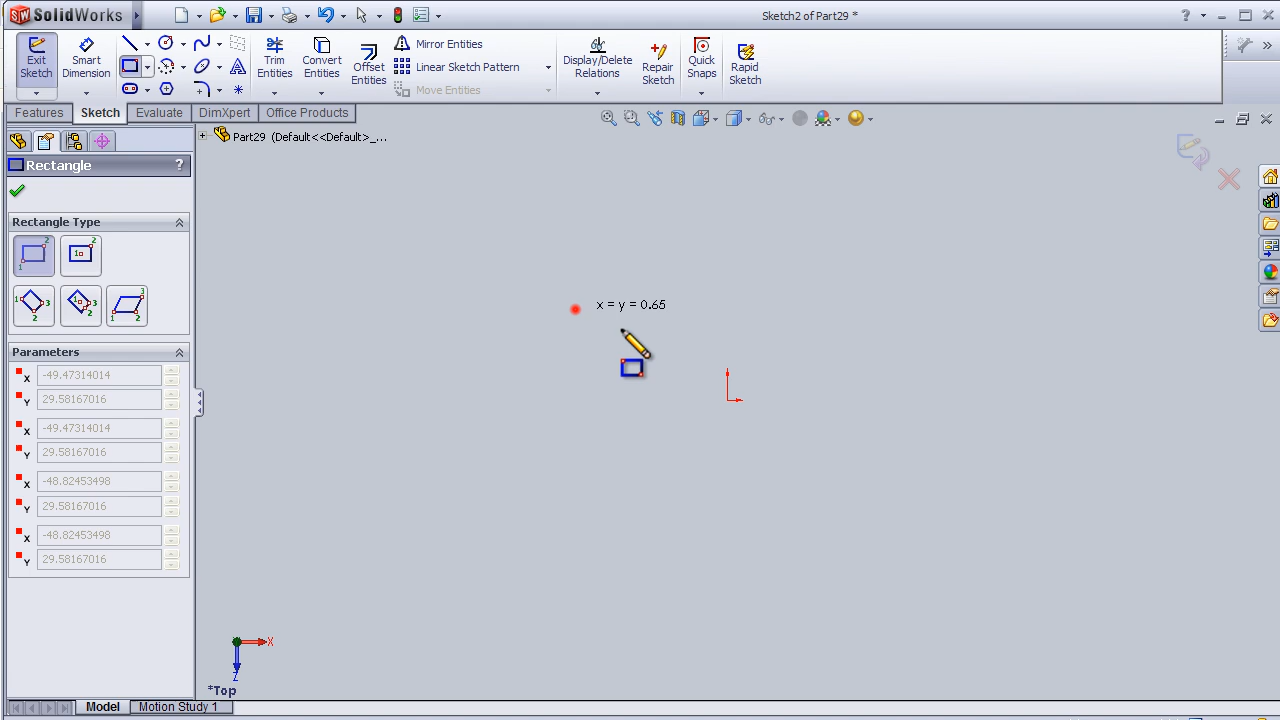 SolidWorks
Sketch2 of Part29 *
?
Exit Sketch
Smart Dimension
Trim Entities
Convert Entities
Offset Entities
Mirror Entities
Linear Sketch Pattern
Move Entities
Display/Delete Relations
Repair Sketch
Quick Snaps
Rapid Sketch
Features
Sketch
Evaluate
DimXpert
Office Products
Part29 (Default<<Default>_...
Rectangle
?
Rectangle Type
Parameters
X -49.47314014
Y 29.58167016
X -49.47314014
Y 29.58167016
X -48.82453498
Y 29.58167016
X -48.82453498
Y 29.58167016
x = y = 0.65
X
Z
*Top
Model
Motion Study 1